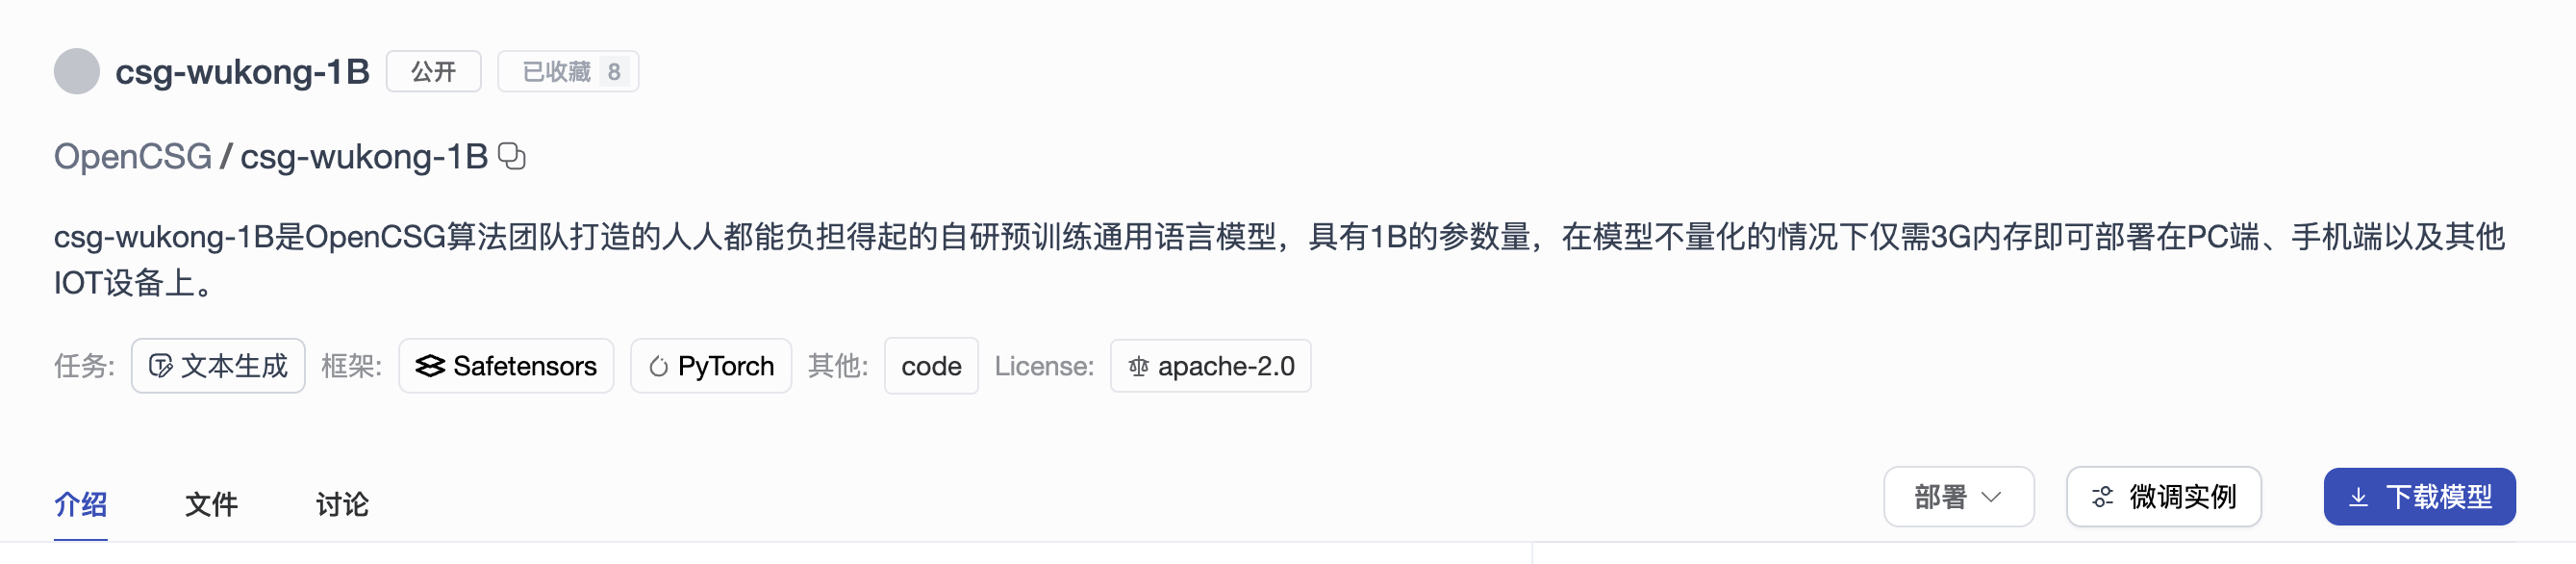 csg-wukong-1B 公开 已收藏 8
OpenCSG / csg-wukong-1B
csg-wukong-1B是OpenCSG算法团队打造的人人都能负担得起的自研预训练通用语言模型，具有1B的参数量，在模型不量化的情况下仅需3G内存即可部署在PC端、手机端以及其他
IOT设备上。
任务: 文本生成 框架: Safetensors PyTorch 其他: code License: apache-2.0
介绍 文件 讨论 部署 微调实例 下载模型